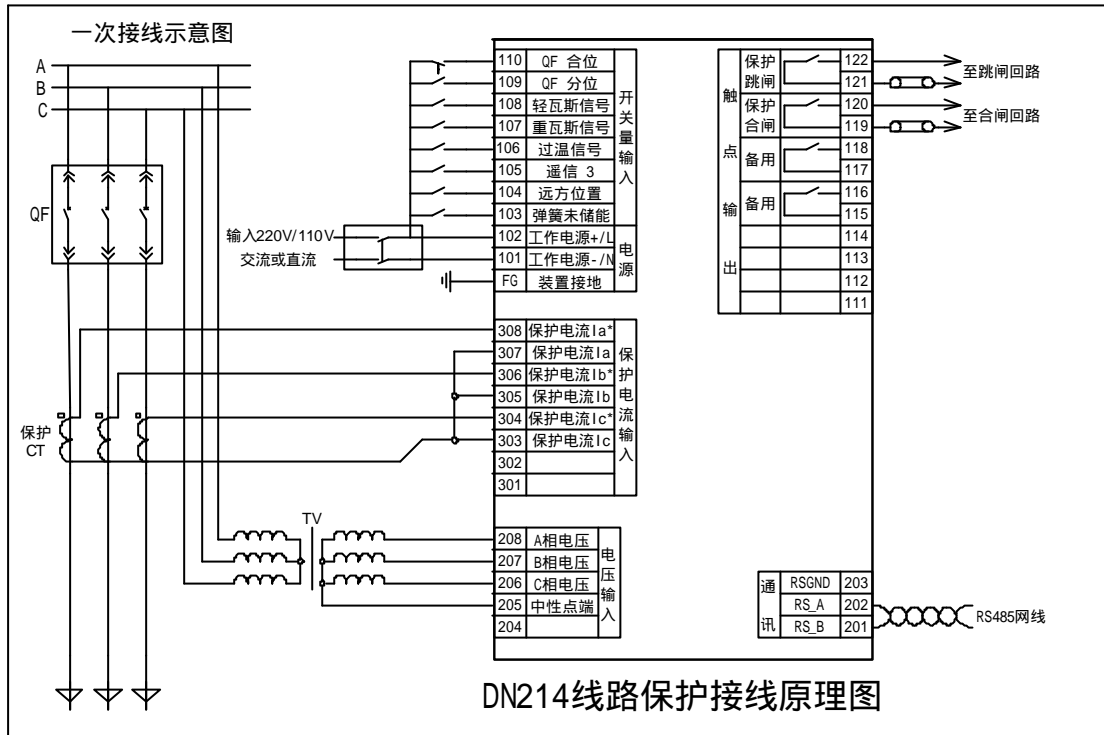 一次接线示意图
A
B
C
QF
输入220V/110V
交流或直流
保护
CT
TV
110 QF 合位
109 QF 分位
108 轻瓦斯信号
107 重瓦斯信号
106 过温信号
105 遥信 3
104 远方位置
103 弹簧未储能
开关量输入
102 工作电源+/L
101 工作电源-/N
FG 装置接地
电源
308 保护电流Ia*
307 保护电流Ia
306 保护电流Ib*
305 保护电流Ib
304 保护电流Ic*
303 保护电流Ic
302
301
保护电流输入
208 A相电压
207 B相电压
206 C相电压
205 中性点端
204
电压输入
触点输出
保护跳闸 122
121
至跳闸回路
保护合闸 120
119
至合闸回路
备用 118
117
备用 116
115
114
113
112
111
通讯
RSGND 203
RS_A 202
RS_B 201
RS485网线
DN214线路保护接线原理图